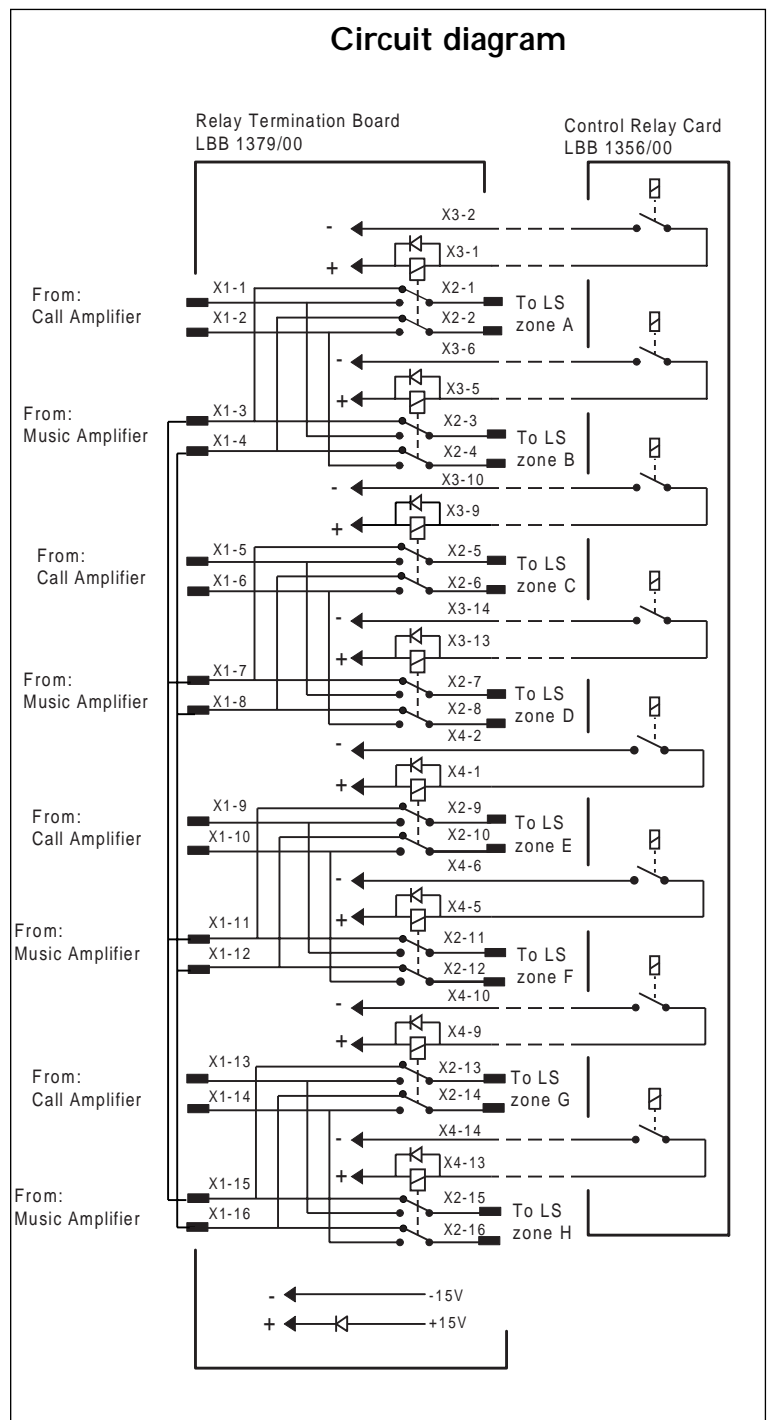 Circuit diagram
Relay Termination Board
LBB 1379/00
Control Relay Card
LBB 1356/00
X3-2
-
X3-1
+
From:
Call Amplifier
X1-1
X2-1
X1-2
X2-2
To LS
zone A
X3-6
-
X3-5
+
From:
Music Amplifier
X1-3
X2-3
X1-4
X2-4
To LS
zone B
X3-10
-
X3-9
+
From:
Call Amplifier
X1-5
X2-5
X1-6
X2-6
To LS
zone C
X3-14
-
X3-13
+
From:
Music Amplifier
X1-7
X2-7
X1-8
X2-8
To LS
zone D
X4-2
-
X4-1
+
From:
Call Amplifier
X1-9
X2-9
X1-10
X2-10
To LS
zone E
X4-6
-
X4-5
+
From:
Music Amplifier
X1-11
X2-11
X1-12
X2-12
To LS
zone F
X4-10
-
X4-9
+
From:
Call Amplifier
X1-13
X2-13
X1-14
X2-14
To LS
zone G
X4-14
-
X4-13
+
From:
Music Amplifier
X1-15
X2-15
X1-16
X2-16
To LS
zone H
- -15V
+ +15V